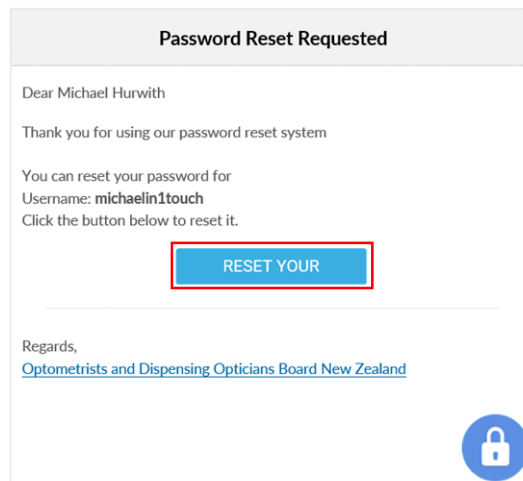 Password Reset Requested
Dear Michael Hurwith
Thank you for using our password reset system
You can reset your password for
Username: michaelin1touch
Click the button below to reset it.
RESET YOUR
Regards,
Optometrists and Dispensing Opticians Board New Zealand